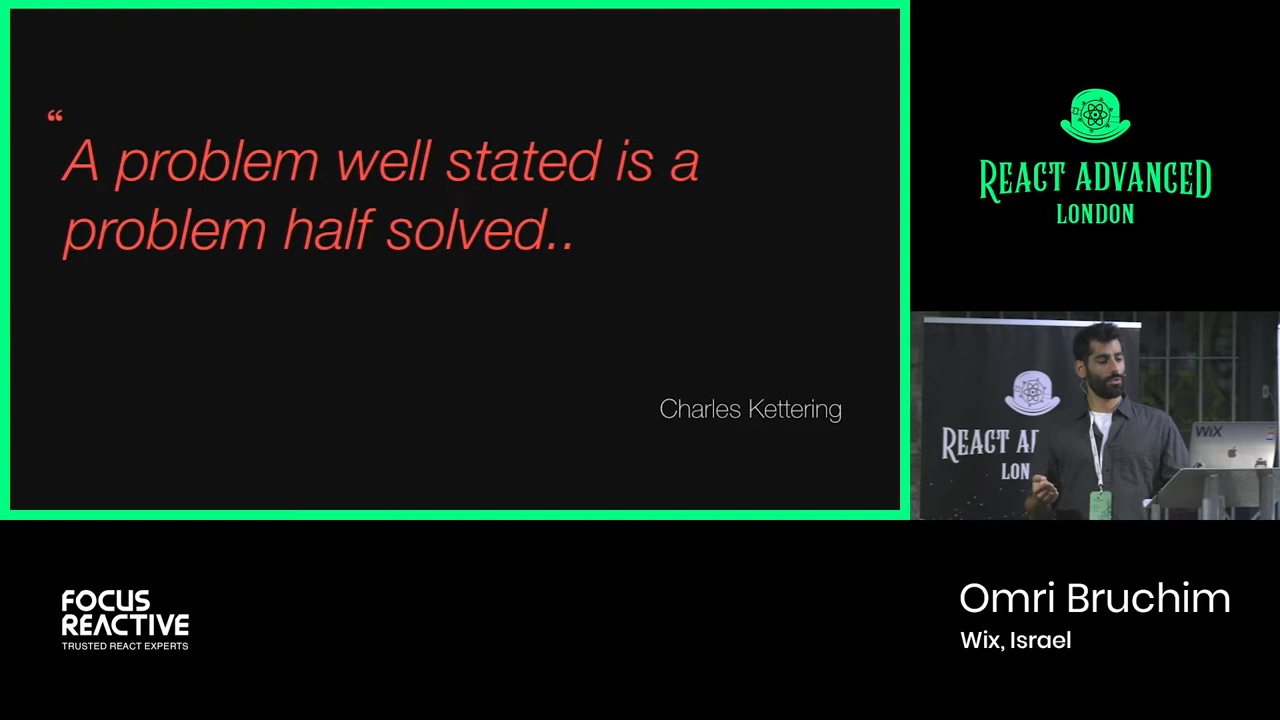 “
A problem well stated is a
problem half solved..
Charles Kettering
REACT ADVANCED
LONDON
REACT AD
LON
WiX
FOCUS
REACTIVE
TRUSTED REACT EXPERTS
Omri Bruchim
Wix, Israel